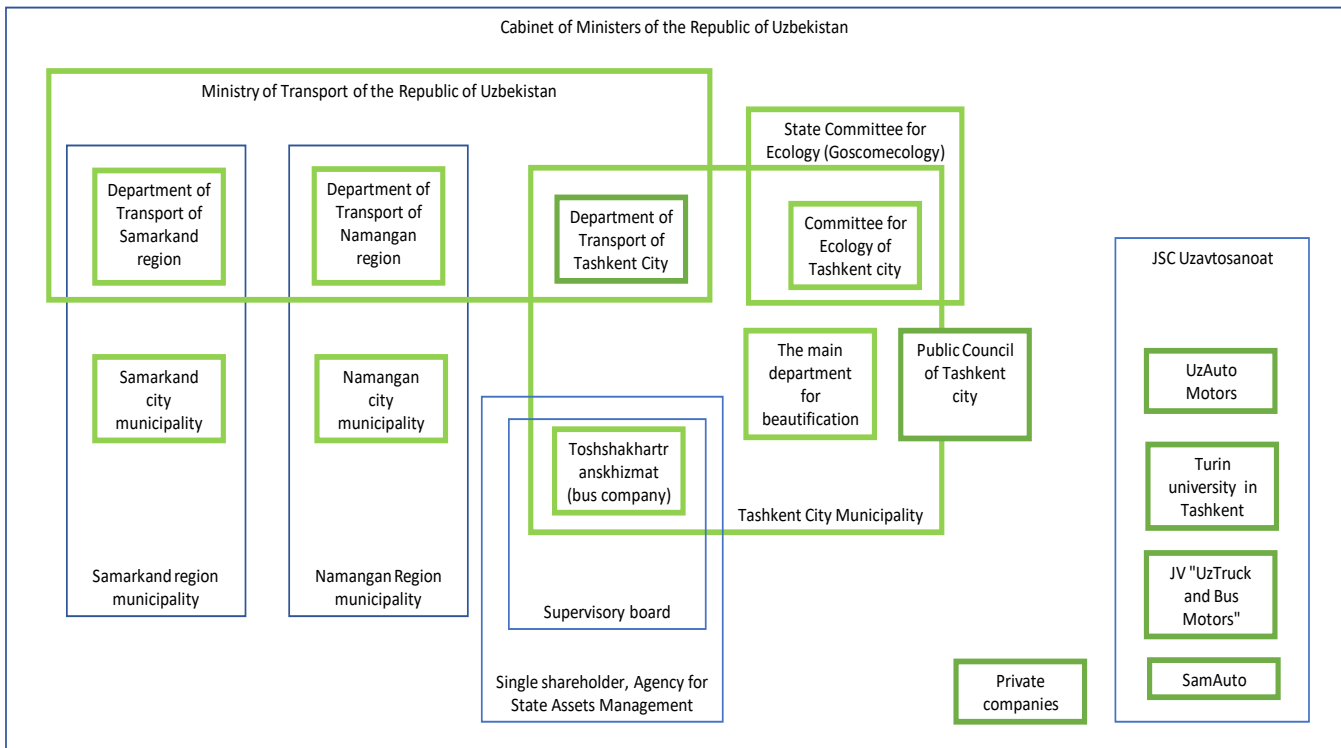 Cabinet of Ministers of the Republic of Uzbekistan
Ministry of Transport of the Republic of Uzbekistan
State Committee for
Ecology (Goscomecology)
Department of
Transport of
Samarkand
region
Department of
Transport of
Namangan
region
Department of
Transport of
Tashkent City
Committee for
Ecology of
Tashkent city
JSC Uzavtosanoat
Samarkand
city
municipality
Namangan
city
municipality
The main
department
for
beautification
Public Council
of Tashkent
city
UzAuto
Motors
Toshshakhartr
anskhizmat
(bus company)
Turin
university in
Tashkent
Tashkent City Municipality
Samarkand region
municipality
Namangan Region
municipality
Supervisory board
JV "UzTruck
and Bus
Motors"
Single shareholder, Agency for
State Assets Management
Private
companies
SamAuto